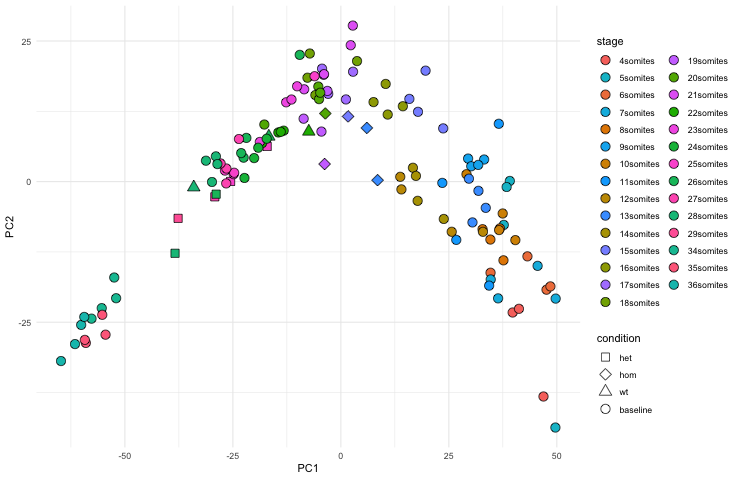 25
0
-25
-50
-25
0
25
50
PC1
PC2
stage
4somites
5somites
6somites
7somites
8somites
9somites
10somites
11somites
12somites
13somites
14somites
15somites
16somites
17somites
18somites
19somites
20somites
21somites
22somites
23somites
24somites
25somites
26somites
27somites
28somites
29somites
34somites
35somites
36somites
condition
het
hom
wt
baseline